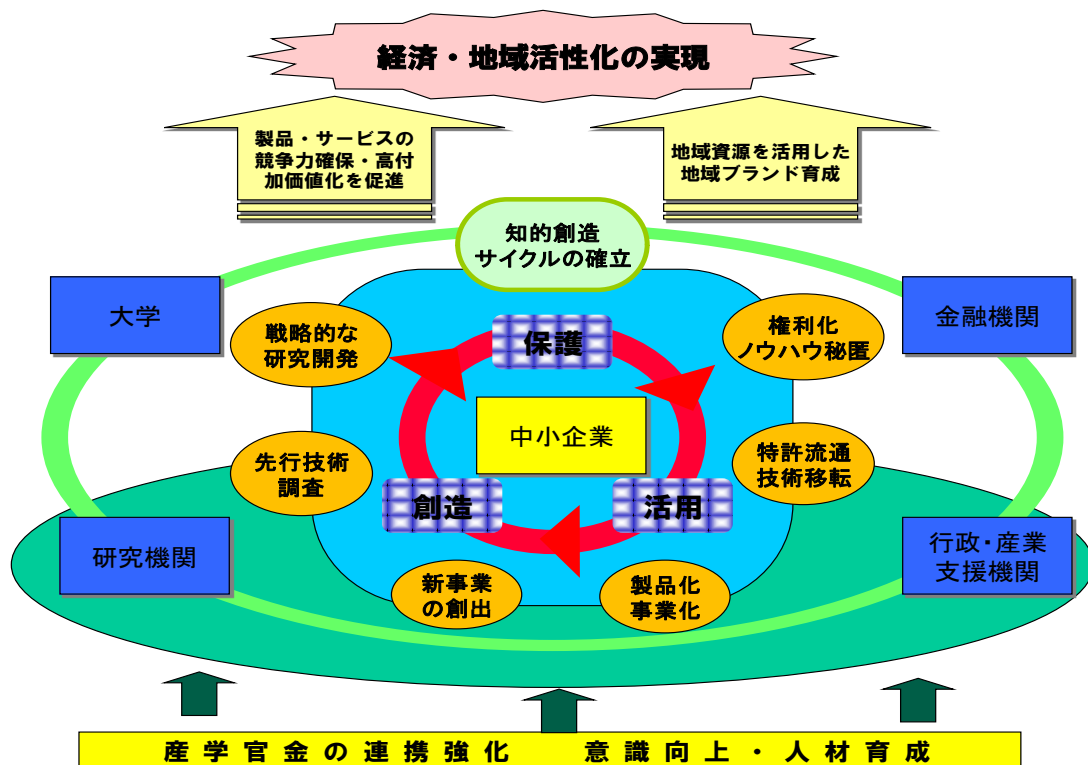 経済・地域活性化の実現
製品・サービスの
競争力確保・高付
加価値化を促進
地域資源を活用した
地域ブランド育成
知的創造
サイクルの確立
大学
金融機関
戦略的な
研究開発
保護
権利化
ノウハウ秘匿
中小企業
先行技術
調査
特許流通
技術移転
創造
活用
研究機関
行政・産業
支援機関
新事業
の創出
製品化
事業化
産学官金の連携強化　意識向上・人材育成